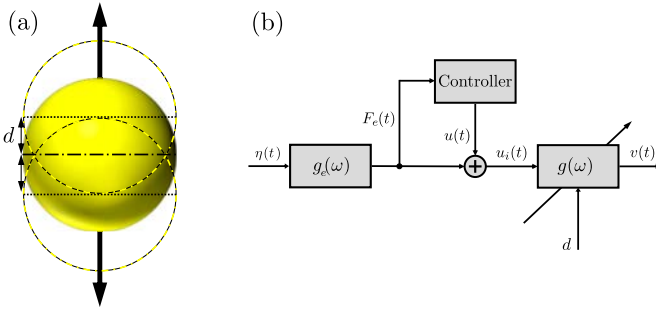 (a)
d
(b)
Controller
F_e(t)
u(t)
η(t)
g_e(ω)
u_i(t)
g(ω)
v(t)
d